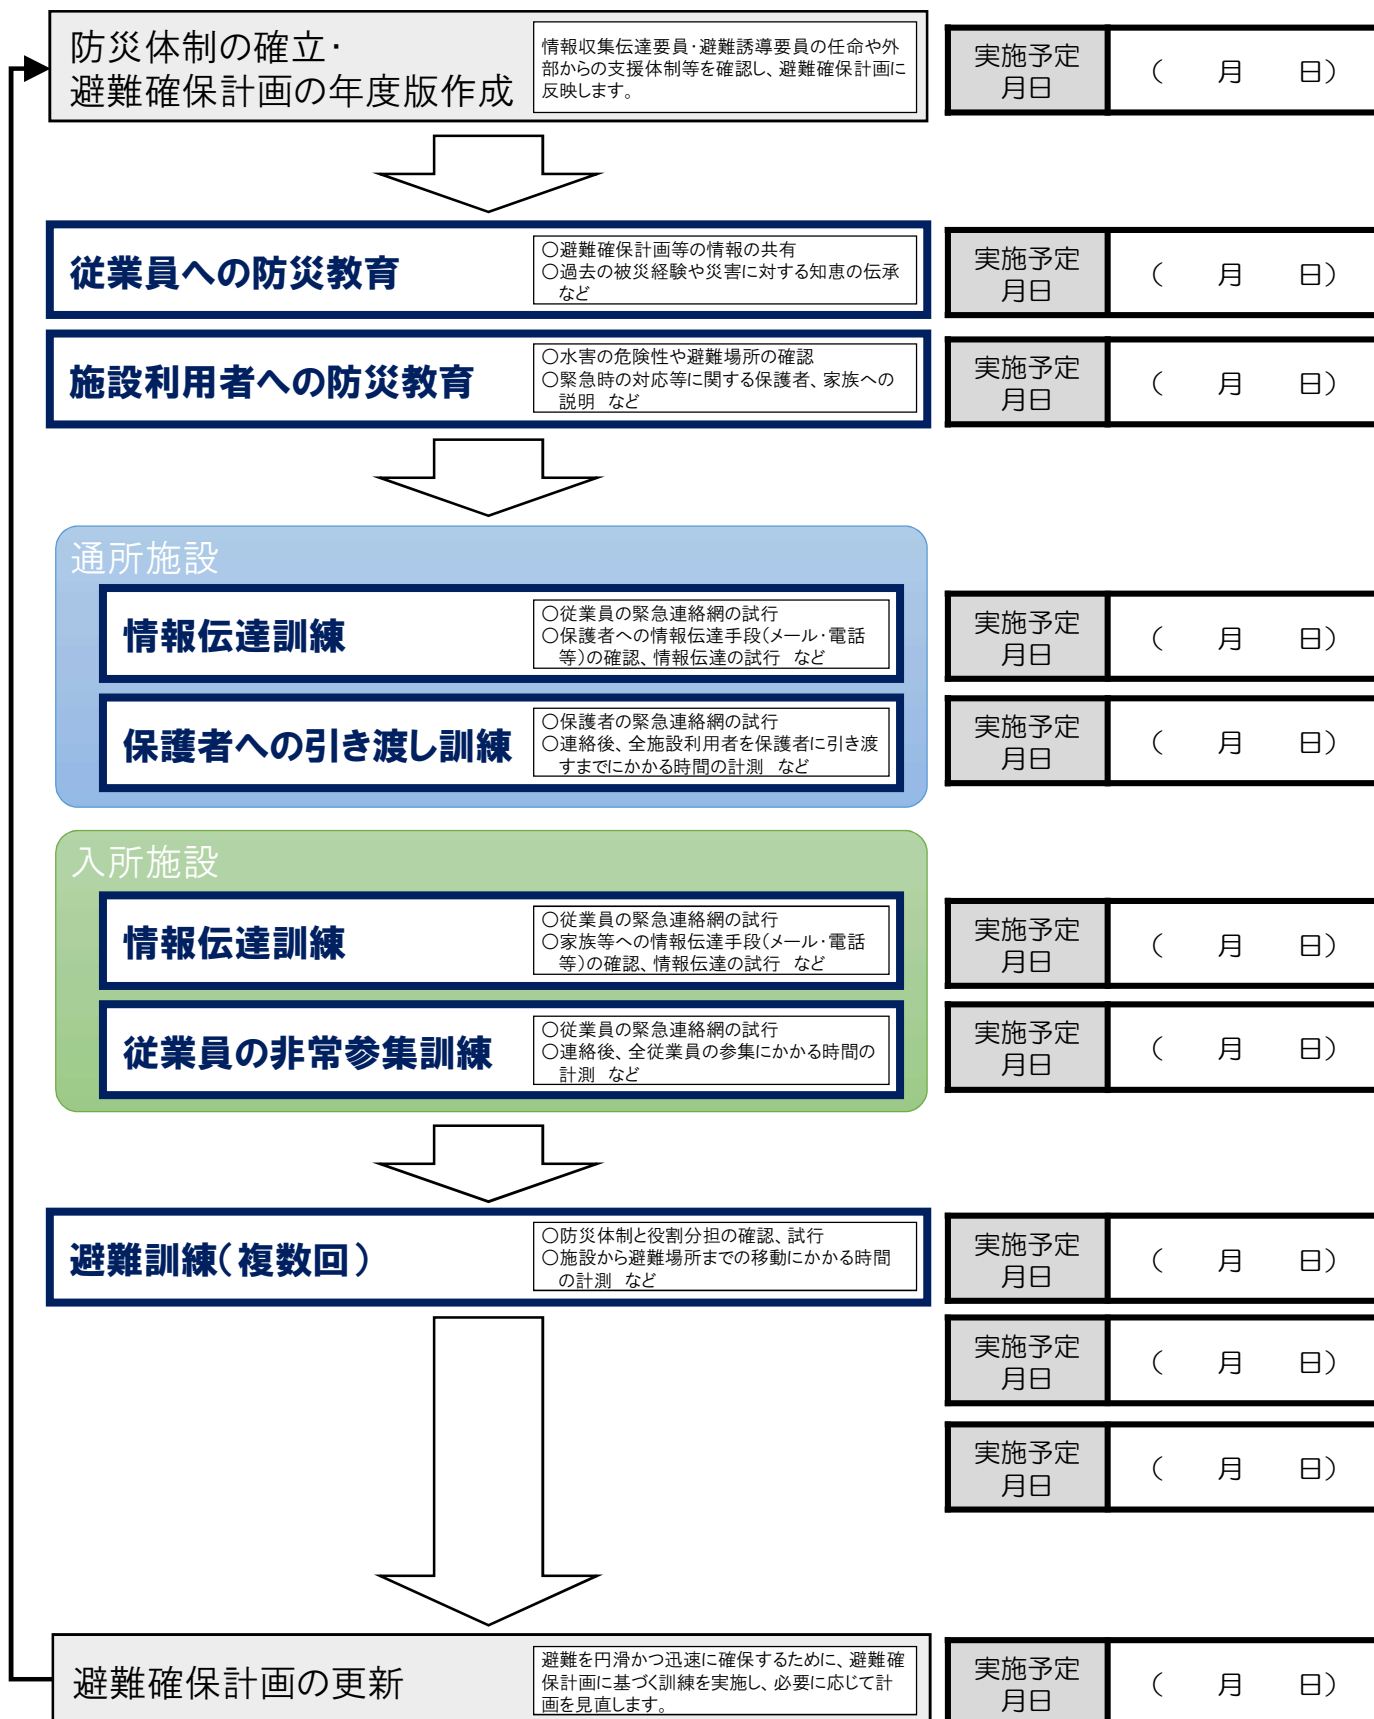 防災体制の確立・
避難確保計画の年度版作成
情報収集伝達要員・避難誘導要員の任命や外
部からの支援体制等を確認し、避難確保計画に
反映します。
実施予定
月日
（　　月　　日）
従業員への防災教育
○避難確保計画等の情報の共有
○過去の被災経験や災害に対する知恵の伝承
など
実施予定
月日
（　　月　　日）
施設利用者への防災教育
○水害の危険性や避難場所の確認
○緊急時の対応等に関する保護者、家族への
説明　など
実施予定
月日
（　　月　　日）
通所施設
情報伝達訓練
○従業員の緊急連絡網の試行
○保護者への情報伝達手段（メール・電話
等）の確認、情報伝達の試行　など
実施予定
月日
（　　月　　日）
保護者への引き渡し訓練
○保護者の緊急連絡網の試行
○連絡後、全施設利用者を保護者に引き渡
すまでにかかる時間の計測　など
実施予定
月日
（　　月　　日）
入所施設
情報伝達訓練
○従業員の緊急連絡網の試行
○家族等への情報伝達手段（メール・電話
等）の確認、情報伝達の試行　など
実施予定
月日
（　　月　　日）
従業員の非常参集訓練
○従業員の緊急連絡網の試行
○連絡後、全従業員の参集にかかる時間の
計測　など
実施予定
月日
（　　月　　日）
避難訓練（複数回）
○防災体制と役割分担の確認、試行
○施設から避難場所までの移動にかかる時間
の計測　など
実施予定
月日
（　　月　　日）
実施予定
月日
（　　月　　日）
実施予定
月日
（　　月　　日）
避難確保計画の更新
避難を円滑かつ迅速に確保するために、避難確
保計画に基づく訓練を実施し、必要に応じて計
画を見直します。
実施予定
月日
（　　月　　日）